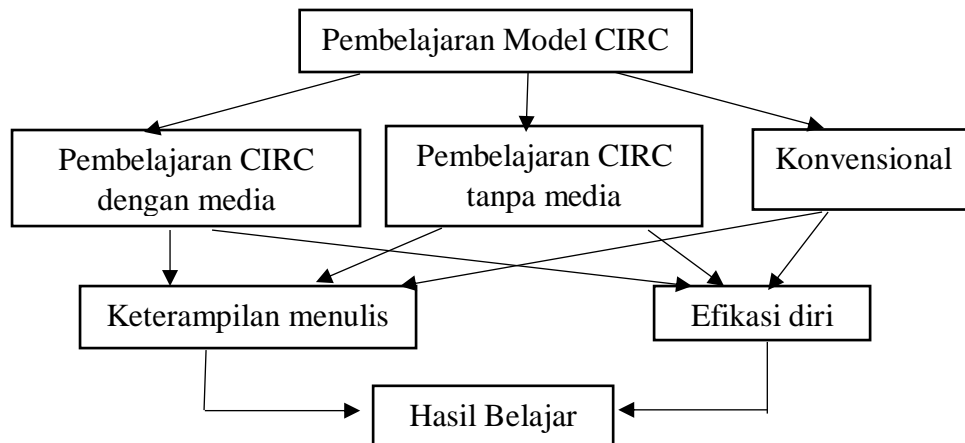 Pembelajaran Model CIRC
Pembelajaran CIRC
dengan media
Pembelajaran CIRC
tanpa media
Konvensional
Keterampilan menulis
Efikasi diri
Hasil Belajar